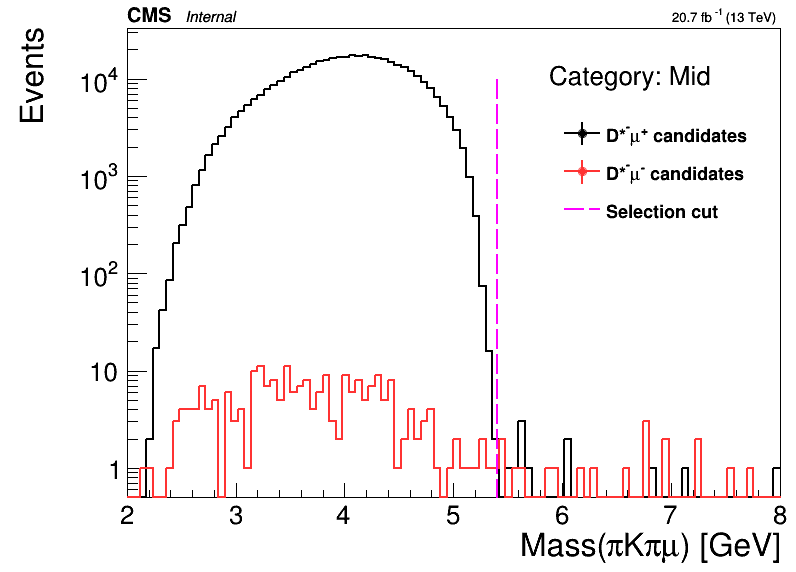 CMS Internal 20.7 fb⁻¹ (13 TeV)
Events
Category: Mid
D*⁻μ⁺ candidates
D*⁻μ⁻ candidates
Selection cut
10⁴
10³
10²
10
1
2 3 4 5 6 7 8
Mass(πKπμ) [GeV]